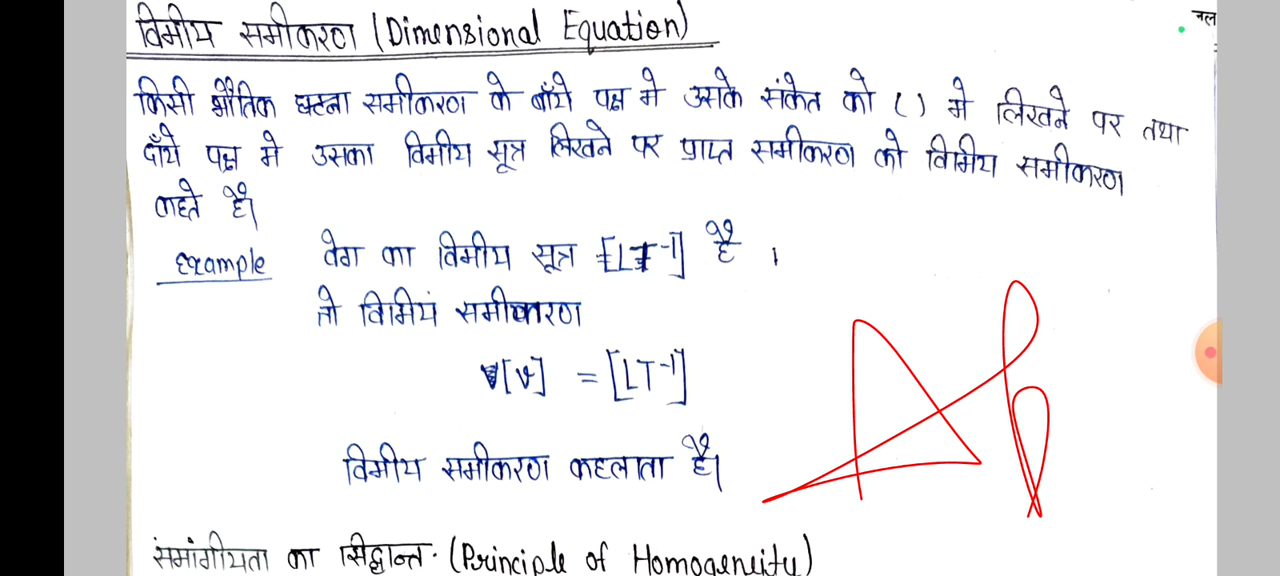 विमीय समीकरण (Dimensional Equation)
जल
किसी भौतिक घटना समीकरण के बाँये पक्ष मे उसके संकेत को ( ) मे लिखने पर तथा
दाँये पक्ष मे उसका विमीय सूत्र लिखने पर प्राप्त समीकरण को विमिय समीकरण
कहते है।
Example वेग का विमीय सूत्र [LT⁻¹] है ।
तो विमियं समीकरण
[v] = [LT⁻¹]
विमीय समीकरण कहलाता है।
संमांगीयता का सिद्धान्त. (Principle of Homogeneity)